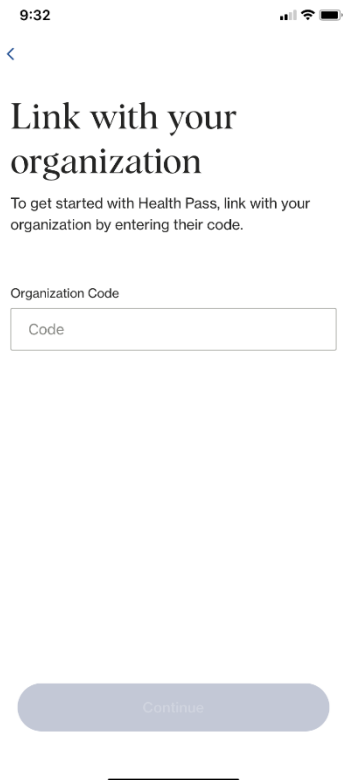 9:32
Link with your
organization
To get started with Health Pass, link with your
organization by entering their code.
Organization Code
Code
Continue